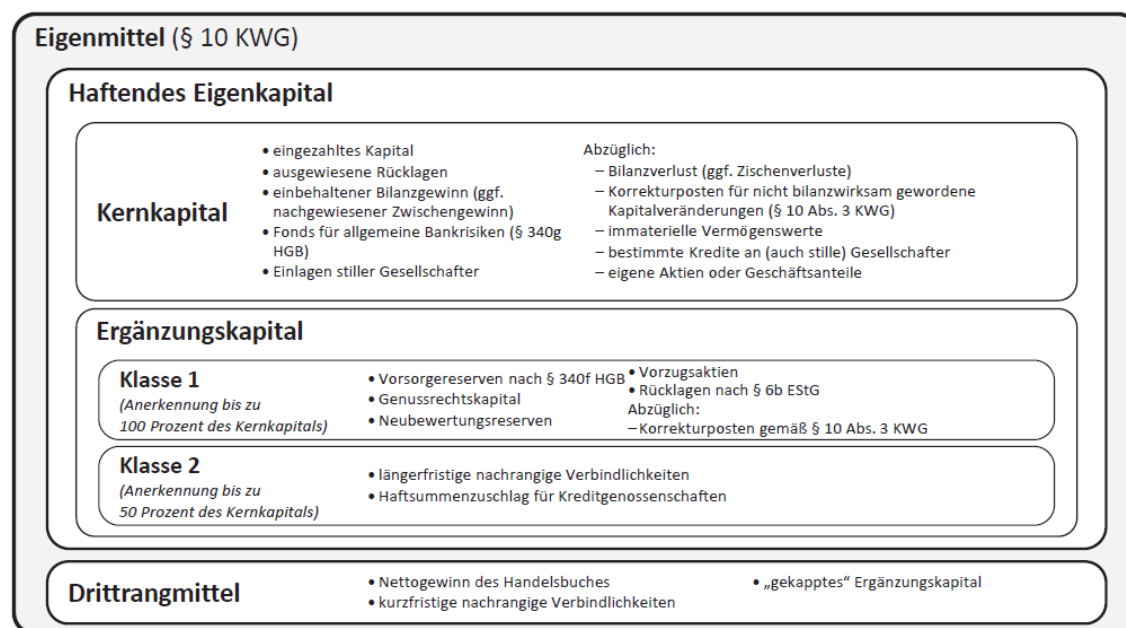 Eigenmittel (§ 10 KWG)
Haftendes Eigenkapital
Kernkapital
• eingezahltes Kapital
• ausgewiesene Rücklagen
• einbehaltener Bilanzgewinn (ggf.
nachgewiesener Zwischengewinn)
• Fonds für allgemeine Bankrisiken (§ 340g
HGB)
• Einlagen stiller Gesellschafter
Abzüglich:
– Bilanzverlust (ggf. Zischenverluste)
– Korrekturposten für nicht bilanzwirksam gewordene
Kapitalveränderungen (§ 10 Abs. 3 KWG)
– immaterielle Vermögenswerte
– bestimmte Kredite an (auch stille) Gesellschafter
– eigene Aktien oder Geschäftsanteile
Ergänzungskapital
Klasse 1
(Anerkennung bis zu
100 Prozent des Kernkapitals)
• Vorsorgereserven nach § 340f HGB
• Genussrechtskapital
• Neubewertungsreserven
• Vorzugsaktien
• Rücklagen nach § 6b EStG
Abzüglich:
– Korrekturposten gemäß § 10 Abs. 3 KWG
Klasse 2
(Anerkennung bis zu
50 Prozent des Kernkapitals)
• längerfristige nachrangige Verbindlichkeiten
• Haftsummenzuschlag für Kreditgenossenschaften
Drittrangmittel
• Nettogewinn des Handelsbuches
• kurzfristige nachrangige Verbindlichkeiten
• „gekapptes“ Ergänzungskapital